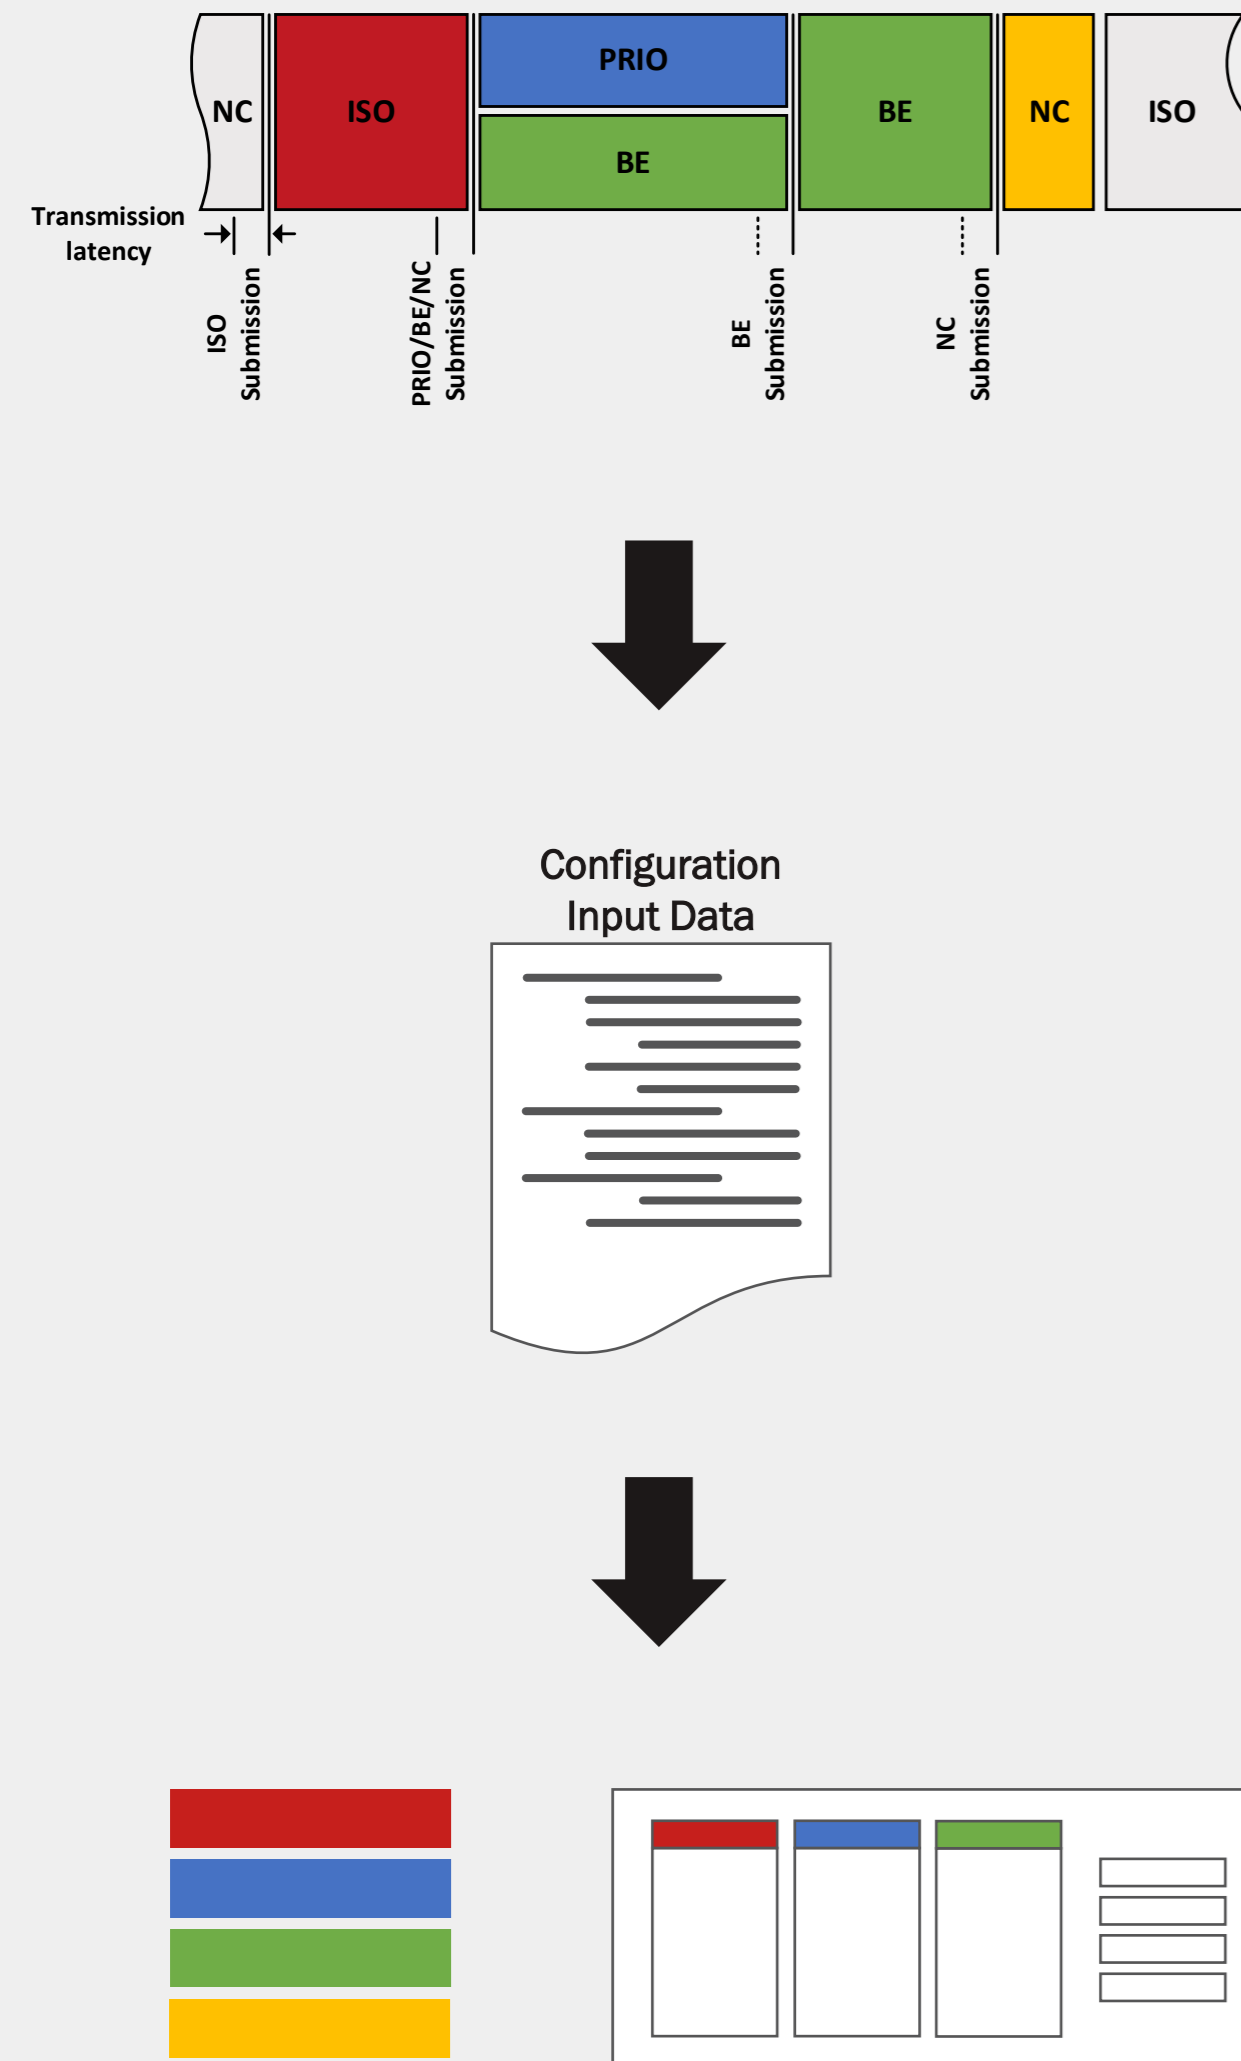 NC
ISO
PRIO
BE
BE
NC
ISO
Transmission
latency
ISO
Submission
PRIO/BE/NC
Submission
BE
Submission
NC
Submission
Configuration
Input Data